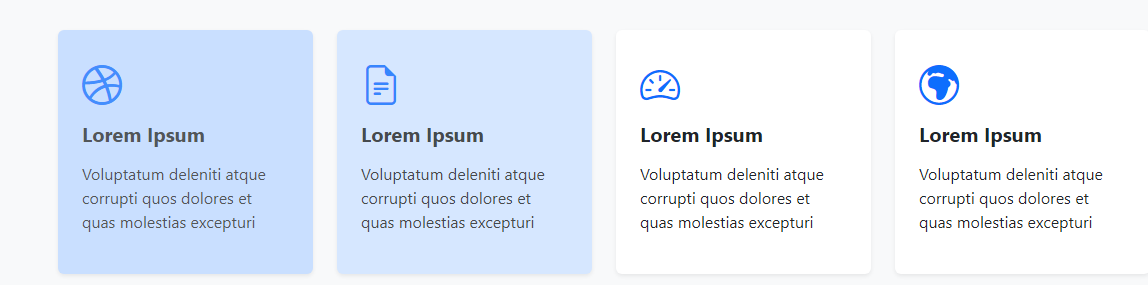 Lorem Ipsum
Voluptatum deleniti atque
corrupti quos dolores et
quas molestias excepturi
Lorem Ipsum
Voluptatum deleniti atque
corrupti quos dolores et
quas molestias excepturi
Lorem Ipsum
Voluptatum deleniti atque
corrupti quos dolores et
quas molestias excepturi
Lorem Ipsum
Voluptatum deleniti atque
corrupti quos dolores et
quas molestias excepturi